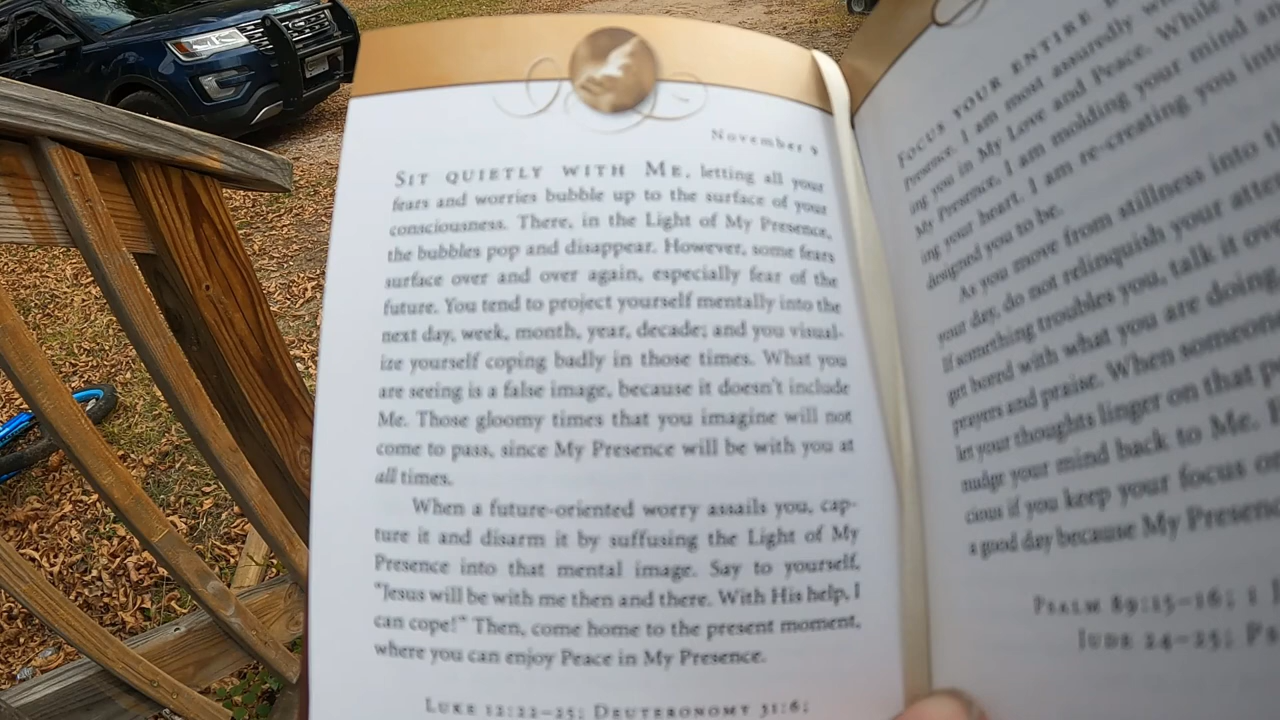 November 9
SIT QUIETLY WITH ME, letting all your
fears and worries bubble up to the surface of your
consciousness. There, in the Light of My Presence,
the bubbles pop and disappear. However, some fears
surface over and over again, especially fear of the
future. You tend to project yourself mentally into the
next day, week, month, year, decade; and you visual-
ize yourself coping badly in those times. What you
are seeing is a false image, because it doesn't include
Me. Those gloomy times that you imagine will not
come to pass, since My Presence will be with you at
all times.
When a future-oriented worry assails you, cap-
ture it and disarm it by suffusing the Light of My
Presence into that mental image. Say to yourself,
"Jesus will be with me then and there. With His help, I
can cope!" Then, come home to the present moment,
where you can enjoy Peace in My Presence.
LUKE 12:22–25; DEUTERONOMY 31:6;
FOCUS YOUR ENTIRE
Presence. I am most assuredly
ing you in My Love and Peace. While
My Presence, I am molding your mind
ing your heart. I am re-creating you into
designed you to be.
As you move from stillness into
your day, do not relinquish your
If something troubles you, talk it over
get bored with what you are doing
prayers and praise. When someone
let your thoughts linger on that
nudge your mind back to Me.
cious if you keep your focus on
a good day because My
PSALM 89:15–16; 1
JUDE 24–25;